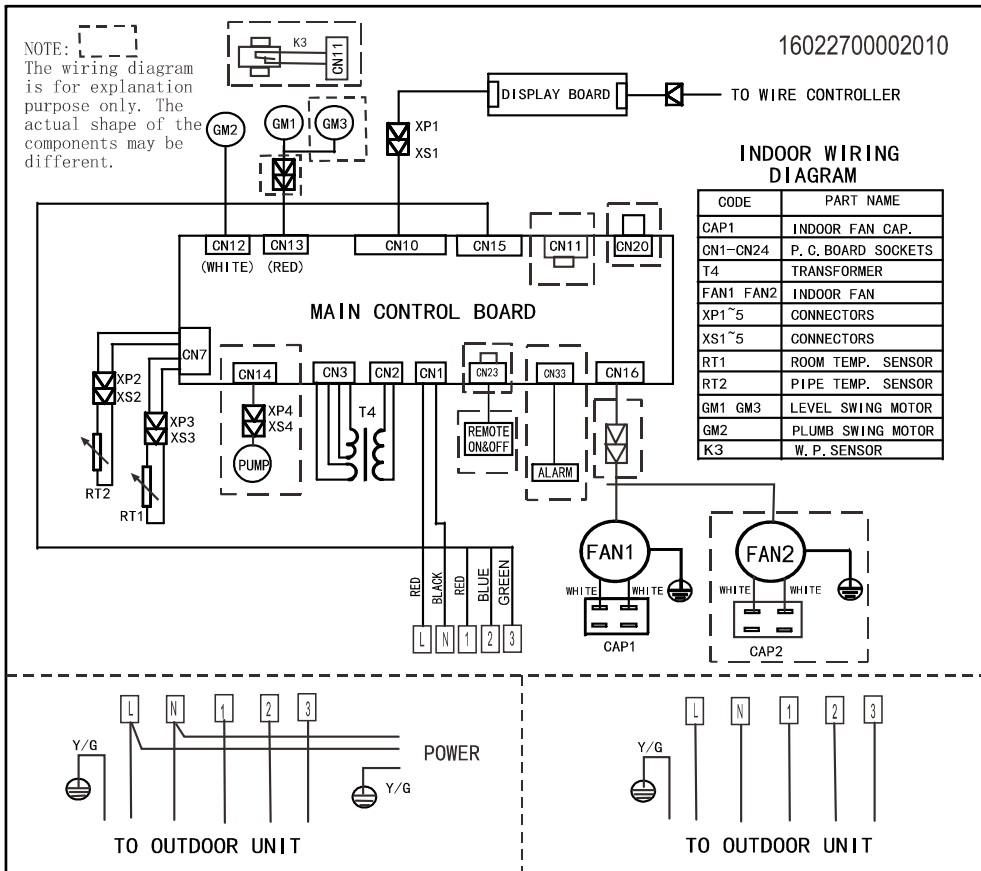 NOTE:
The wiring diagram
is for explanation
purpose only. The
actual shape of the
components may be
different.
K3
CN11
16022700002010
GM2
GM1
GM3
XP1
XS1
DISPLAY BOARD
TO WIRE CONTROLLER
INDOOR WIRING
DIAGRAM
CODE PART NAME
CAP1 INDOOR FAN CAP.
CN1-CN24 P.C.BOARD SOCKETS
T4 TRANSFORMER
FAN1 FAN2 INDOOR FAN
XP1~5 CONNECTORS
XS1~5 CONNECTORS
RT1 ROOM TEMP. SENSOR
RT2 PIPE TEMP. SENSOR
GM1 GM3 LEVEL SWING MOTOR
GM2 PLUMB SWING MOTOR
K3 W.P.SENSOR
CN12 CN13 CN10 CN15 CN11 CN20
(WHITE) (RED)
MAIN CONTROL BOARD
CN7
CN14 CN3 CN2 CN1 CN23 CN33 CN16
XP2
XS2
XP3
XS3
RT2
RT1
XP4
XS4
PUMP
T4
REMOTE
ON&OFF
ALARM
FAN1
FAN2
WHITE WHITE
WHITE WHITE
CAP1
CAP2
RED BLACK RED BLUE GREEN
L N 1 2 3
L N 1 2 3
Y/G
POWER
Y/G
TO OUTDOOR UNIT
L N 1 2 3
Y/G
TO OUTDOOR UNIT